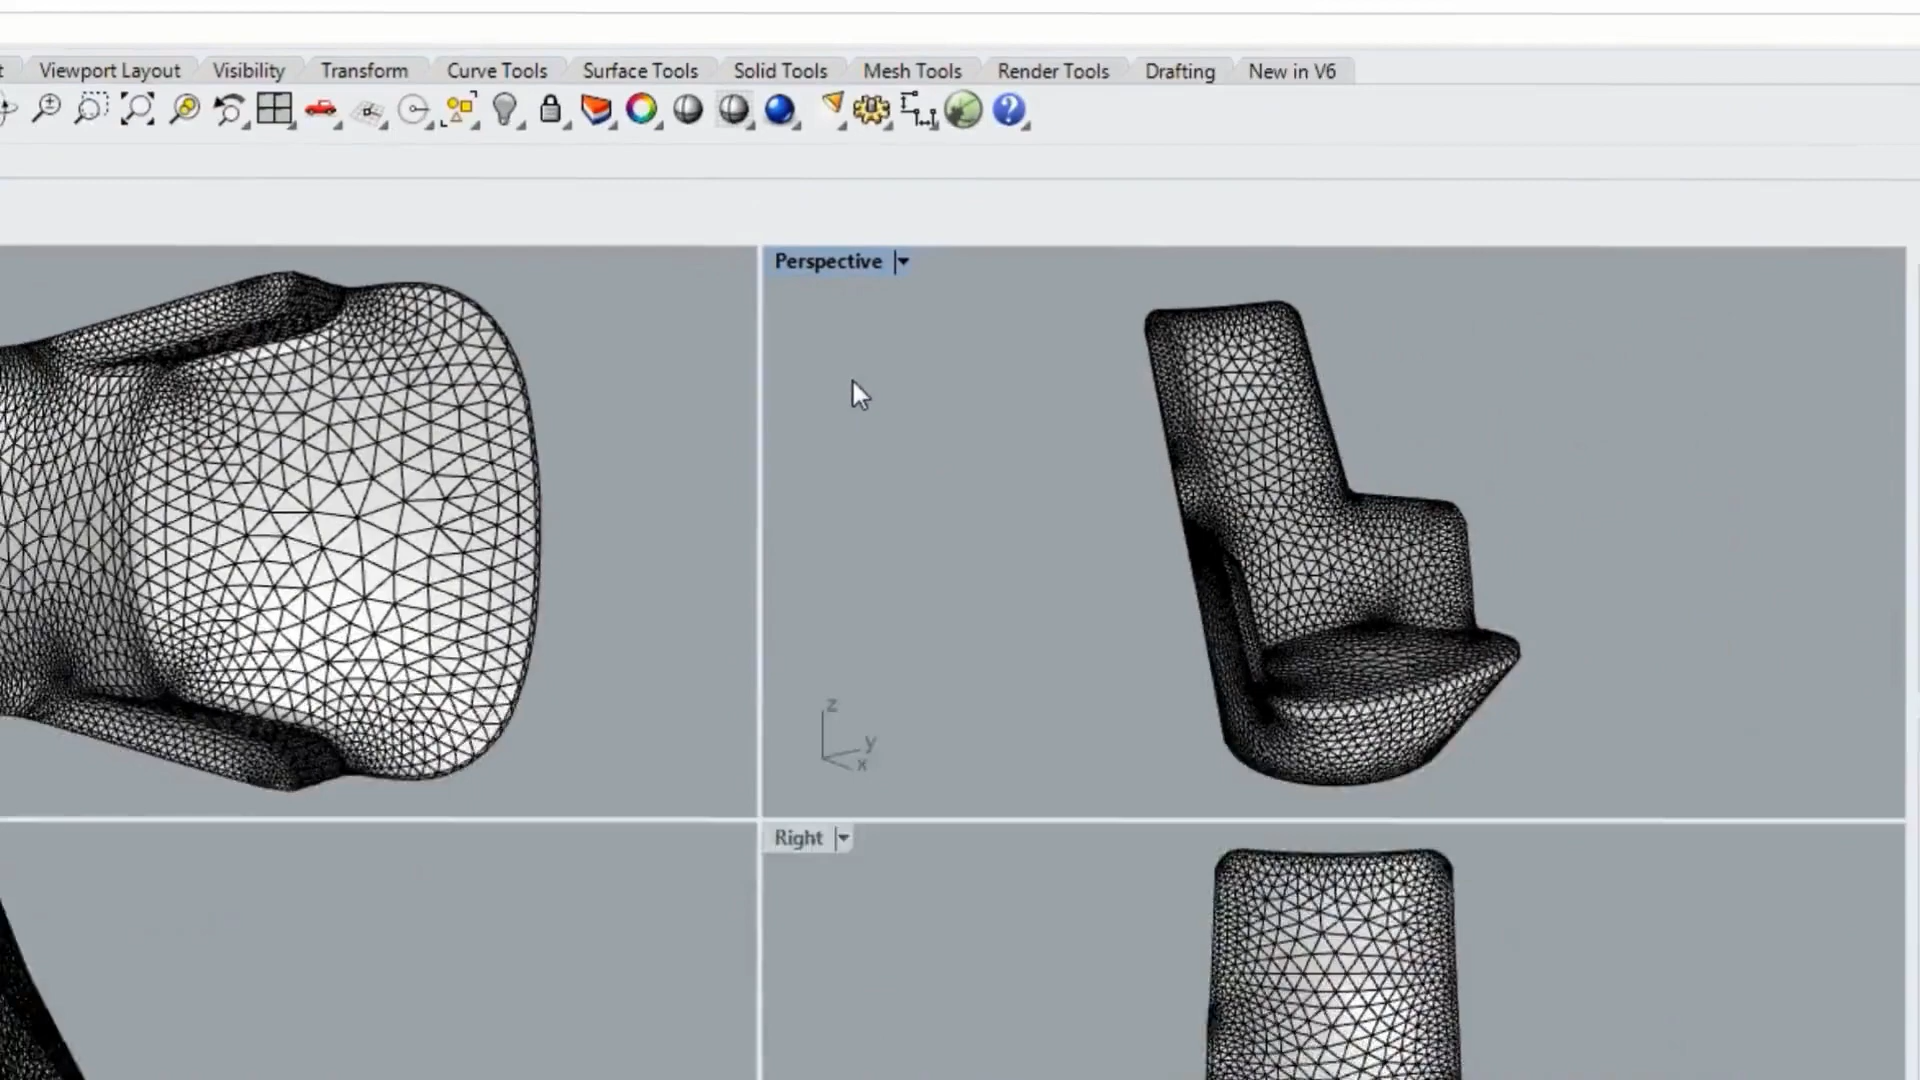 Viewport Layout Visibility Transform Curve Tools Surface Tools Solid Tools Mesh Tools Render Tools Drafting New in V6
Perspective
z
y
x
Right